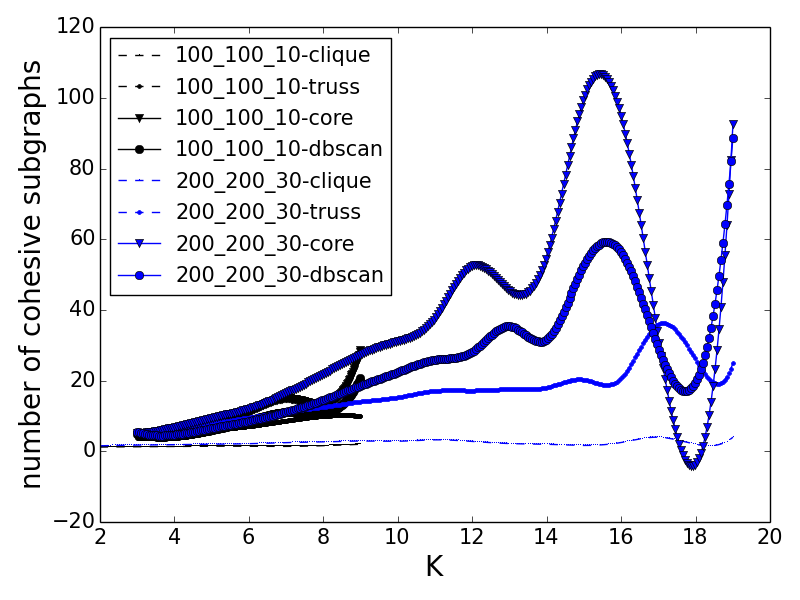 120
100
80
60
40
20
0
−20
number of cohesive subgraphs
100_100_10-clique
100_100_10-truss
100_100_10-core
100_100_10-dbscan
200_200_30-clique
200_200_30-truss
200_200_30-core
200_200_30-dbscan
2 4 6 8 10 12 14 16 18 20
K